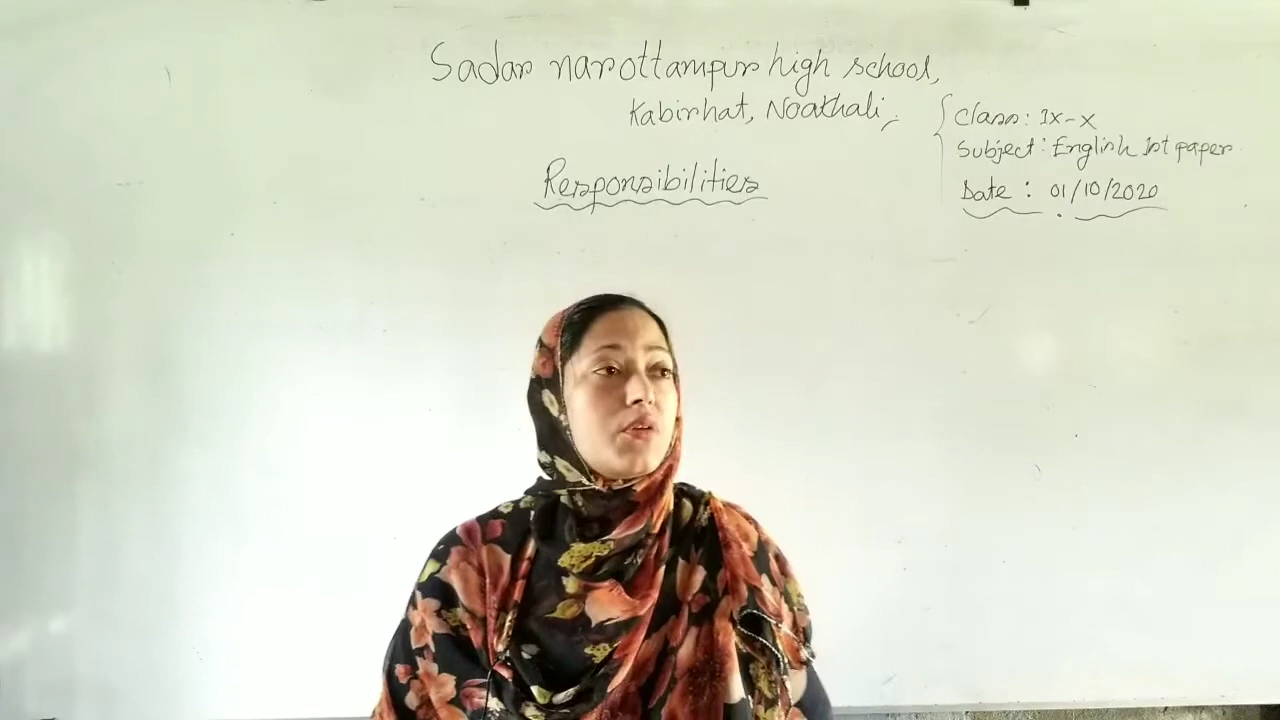 Sadar narottampur high school,
Kabirhat, Noakhali,
Class: IX-X
Subject: English 1st paper.
Date: 01/10/2020
Responsibilities